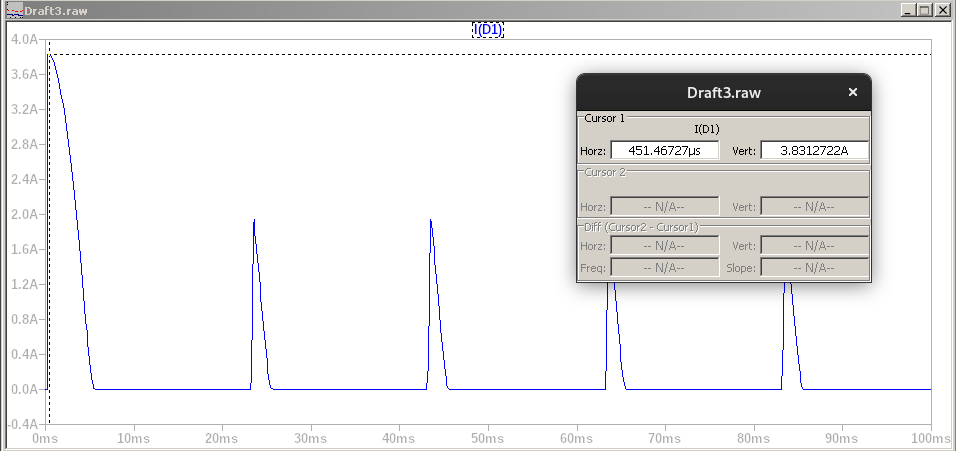 Draft3.raw
I(D1)
4.0A
3.6A
3.2A
2.8A
2.4A
2.0A
1.6A
1.2A
0.8A
0.4A
0.0A
-0.4A
0ms 10ms 20ms 30ms 40ms 50ms 60ms 70ms 80ms 90ms 100ms
Draft3.raw
Cursor 1
I(D1)
Horz: 451.46727µs Vert: 3.8312722A
Cursor 2
Horz: -- N/A-- Vert: -- N/A--
Diff (Cursor2 - Cursor1)
Horz: -- N/A-- Vert: -- N/A--
Freq: -- N/A-- Slope: -- N/A--